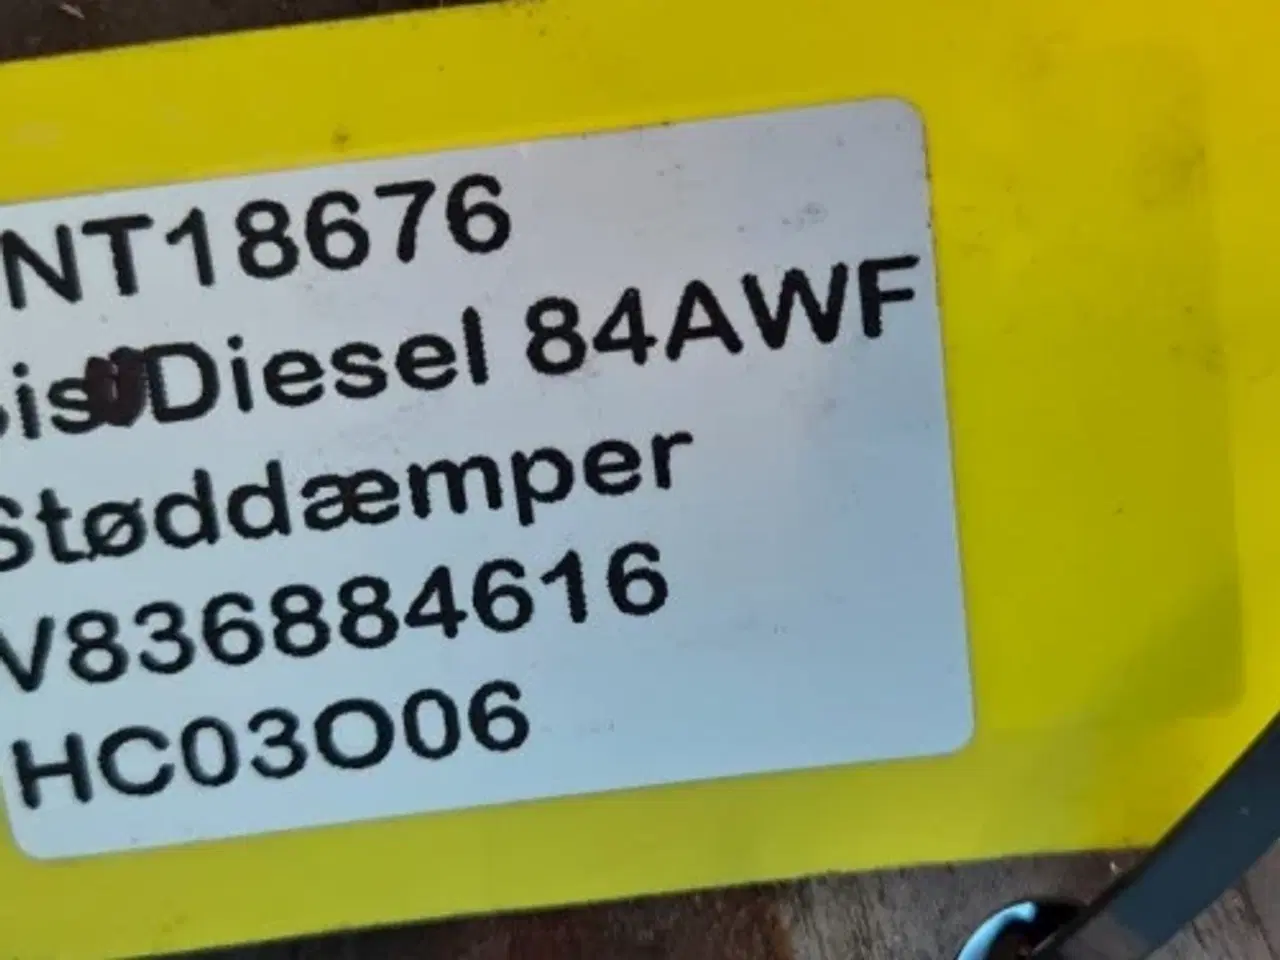 NT18676
Diesel 84AWF
Støddæmper
V836884616
HC03O06